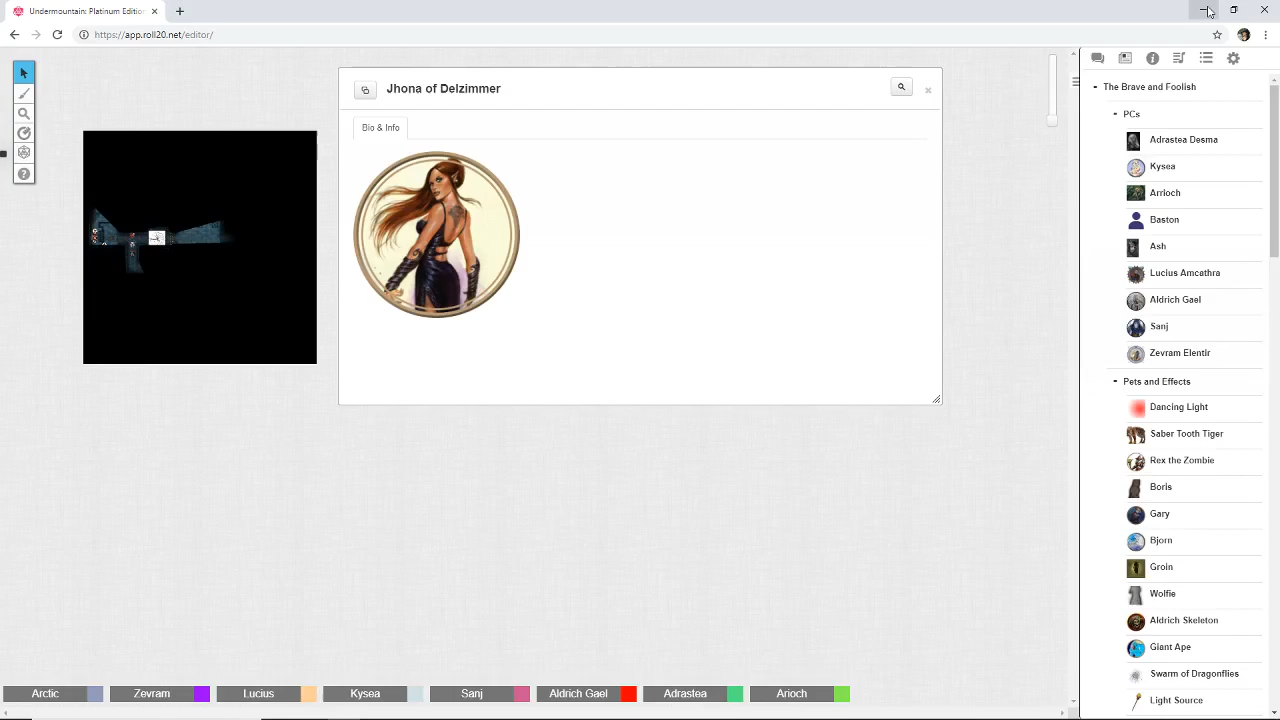 Undermountain: Platinum Edition
https://app.roll20.net/editor/
Jhona of Delzimmer
Bio & Info
The Brave and Foolish
PCs
Adrastea Desma
Kysea
Arrioch
Baston
Ash
Lucius Amcathra
Aldrich Gael
Sanj
Zevram Elentir
Pets and Effects
Dancing Light
Saber Tooth Tiger
Rex the Zombie
Boris
Gary
Bjorn
Groin
Wolfie
Aldrich Skeleton
Giant Ape
Swarm of Dragonflies
Light Source
Arctic
Zevram
Lucius
Kysea
Sanj
Aldrich Gael
Adrastea
Arioch